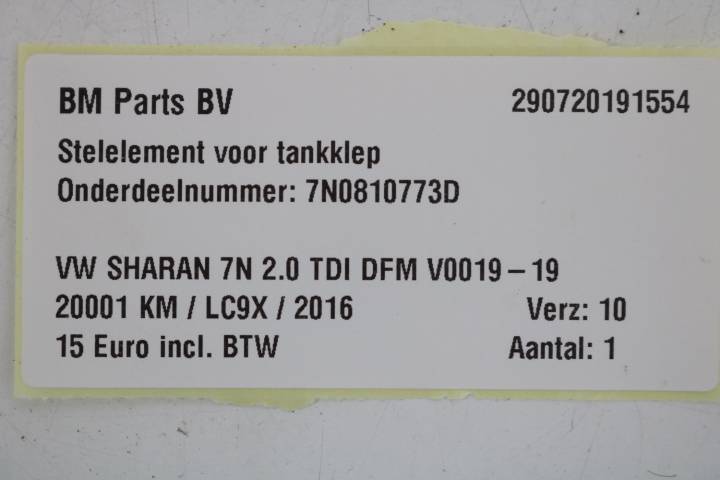 BM Parts BV 290720191554
Stelelement voor tankklep
Onderdeelnummer: 7N0810773D
VW SHARAN 7N 2.0 TDI DFM V0019 – 19
20001 KM / LC9X / 2016 Verz: 10
15 Euro incl. BTW Aantal: 1